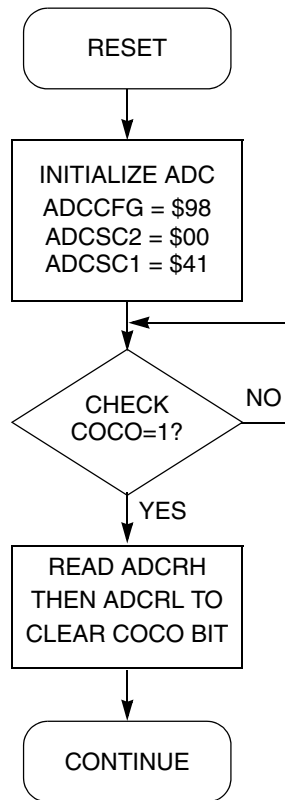 RESET
INITIALIZE ADC
ADCCFG = $98
ADCSC2 = $00
ADCSC1 = $41
CHECK
COCO=1?
NO
YES
READ ADCRH
THEN ADCRL TO
CLEAR COCO BIT
CONTINUE